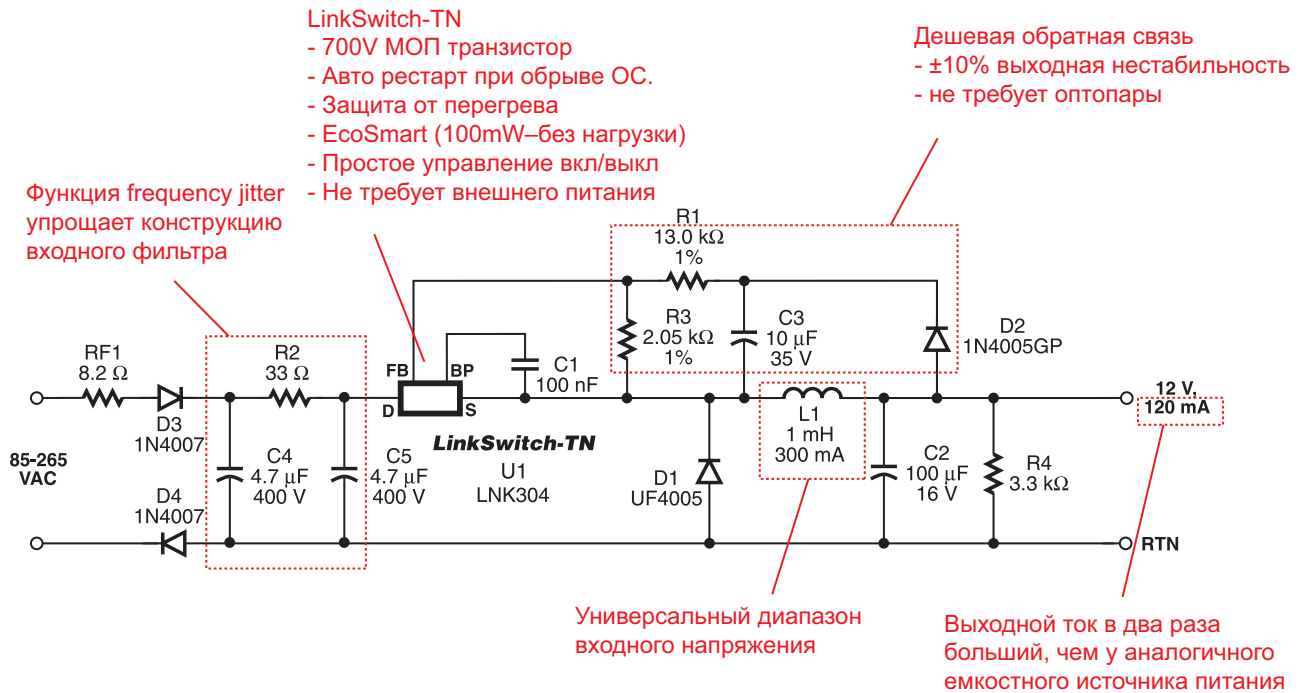 LinkSwitch-TN
- 700V МОП транзистор
- Авто рестарт при обрыве ОС.
- Защита от перегрева
- EcoSmart (100mW–без нагрузки)
- Простое управление вкл/выкл
- Не требует внешнего питания
Дешевая обратная связь
- ±10% выходная нестабильность
- не требует оптопары
Функция frequency jitter
упрощает конструкцию
входного фильтра
R1
13.0 kΩ
1%
R3
2.05 kΩ
1%
C3
10 µF
35 V
D2
1N4005GP
RF1
8.2 Ω
R2
33 Ω
FB
BP
D
S
C1
100 nF
D3
1N4007
LinkSwitch-TN
U1
LNK304
L1
1 mH
300 mA
12 V,
120 mA
85-265
VAC
C4
4.7 µF
400 V
C5
4.7 µF
400 V
D1
UF4005
C2
100 µF
16 V
R4
3.3 kΩ
D4
1N4007
RTN
Универсальный диапазон
входного напряжения
Выходной ток в два раза
больший, чем у аналогичного
емкостного источника питания